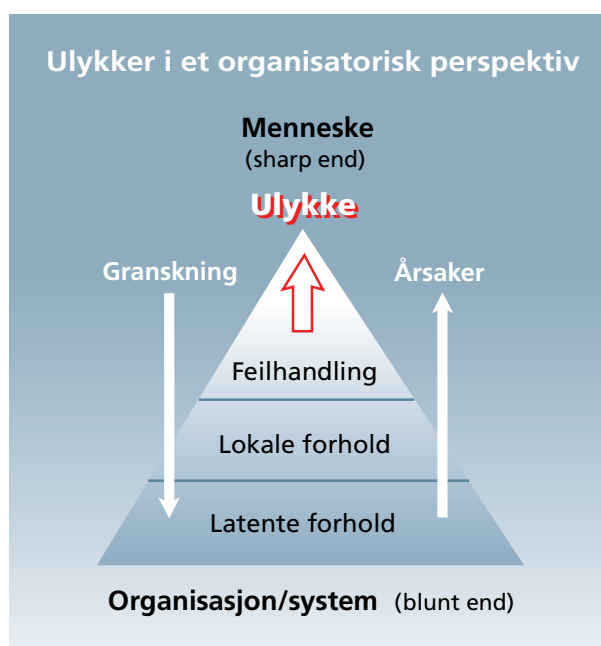 Ulykker i et organisatorisk perspektiv
Menneske
(sharp end)
Ulykke
Granskning
Årsaker
Feilhandling
Lokale forhold
Latente forhold
Organisasjon/system (blunt end)